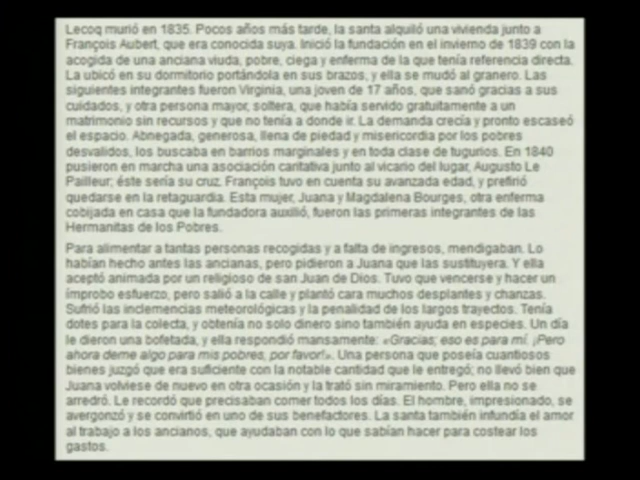 Lecoq murió en 1835. Pocos años más tarde, la santa alquiló una vivienda junto a
François Aubert, que era conocida suya. Inició la fundación en el invierno de 1839 con la
acogida de una anciana viuda, pobre, ciega y enferma de la que tenía referencia directa.
La ubicó en su dormitorio portándola en sus brazos, y ella se mudó al granero. Las
siguientes integrantes fueron Virginia, una joven de 17 años, que sanó gracias a sus
cuidados, y otra persona mayor, soltera, que había servido gratuitamente a un
matrimonio sin recursos y que no tenía a donde ir. La demanda crecía y pronto escaseó
el espacio. Abnegada, generosa, llena de piedad y misericordia por los pobres
desvalidos, los buscaba en barrios marginales y en toda clase de tugurios. En 1840
pusieron en marcha una asociación caritativa junto al vicario del lugar, Augusto Le
Pailleur; éste sería su cruz. François tuvo en cuenta su avanzada edad, y prefirió
quedarse en la retaguardia. Esta mujer, Juana y Magdalena Bourges, otra enferma
cobijada en casa que la fundadora auxilió, fueron las primeras integrantes de las
Hermanitas de los Pobres.
Para alimentar a tantas personas recogidas y a falta de ingresos, mendigaban. Lo
habían hecho antes las ancianas, pero pidieron a Juana que las sustituyera. Y ella
aceptó animada por un religioso de san Juan de Dios. Tuvo que vencerse y hacer un
ímprobo esfuerzo, pero salió a la calle y plantó cara muchos desplantes y chanzas.
Sufrió las inclemencias meteorológicas y la penalidad de los largos trayectos. Tenía
dotes para la colecta, y obtenía no solo dinero sino también ayuda en especies. Un día
le dieron una bofetada, y ella respondió mansamente: «Gracias; eso es para mí. ¡Pero
ahora deme algo para mis pobres, por favor!». Una persona que poseía cuantiosos
bienes juzgó que era suficiente con la notable cantidad que le entregó; no llevó bien que
Juana volviese de nuevo en otra ocasión y la trató sin miramiento. Pero ella no se
arredró. Le recordó que precisaban comer todos los días. El hombre, impresionado, se
avergonzó y se convirtió en uno de sus benefactores. La santa también infundía el amor
al trabajo a los ancianos, que ayudaban con lo que sabían hacer para costear los
gastos.